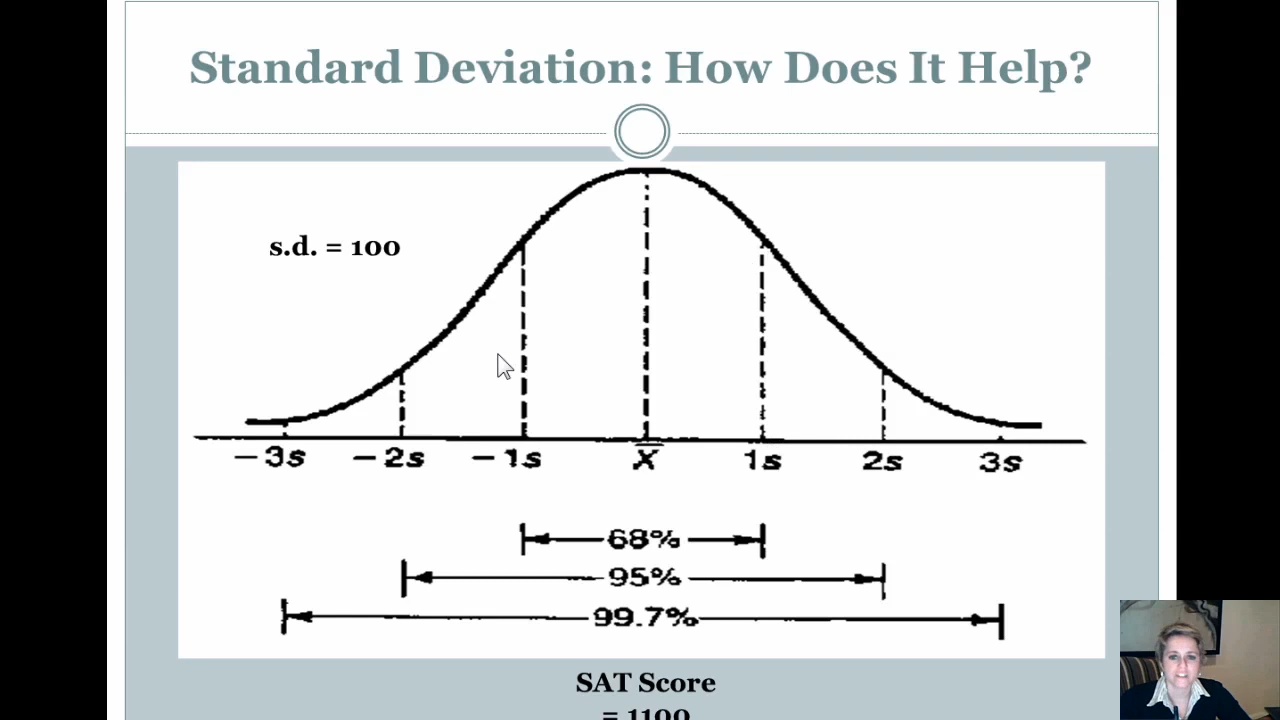 Standard Deviation: How Does It Help?
s.d. = 100
−3s −2s −1s X̅ 1s 2s 3s
68%
95%
99.7%
SAT Score
= 1100